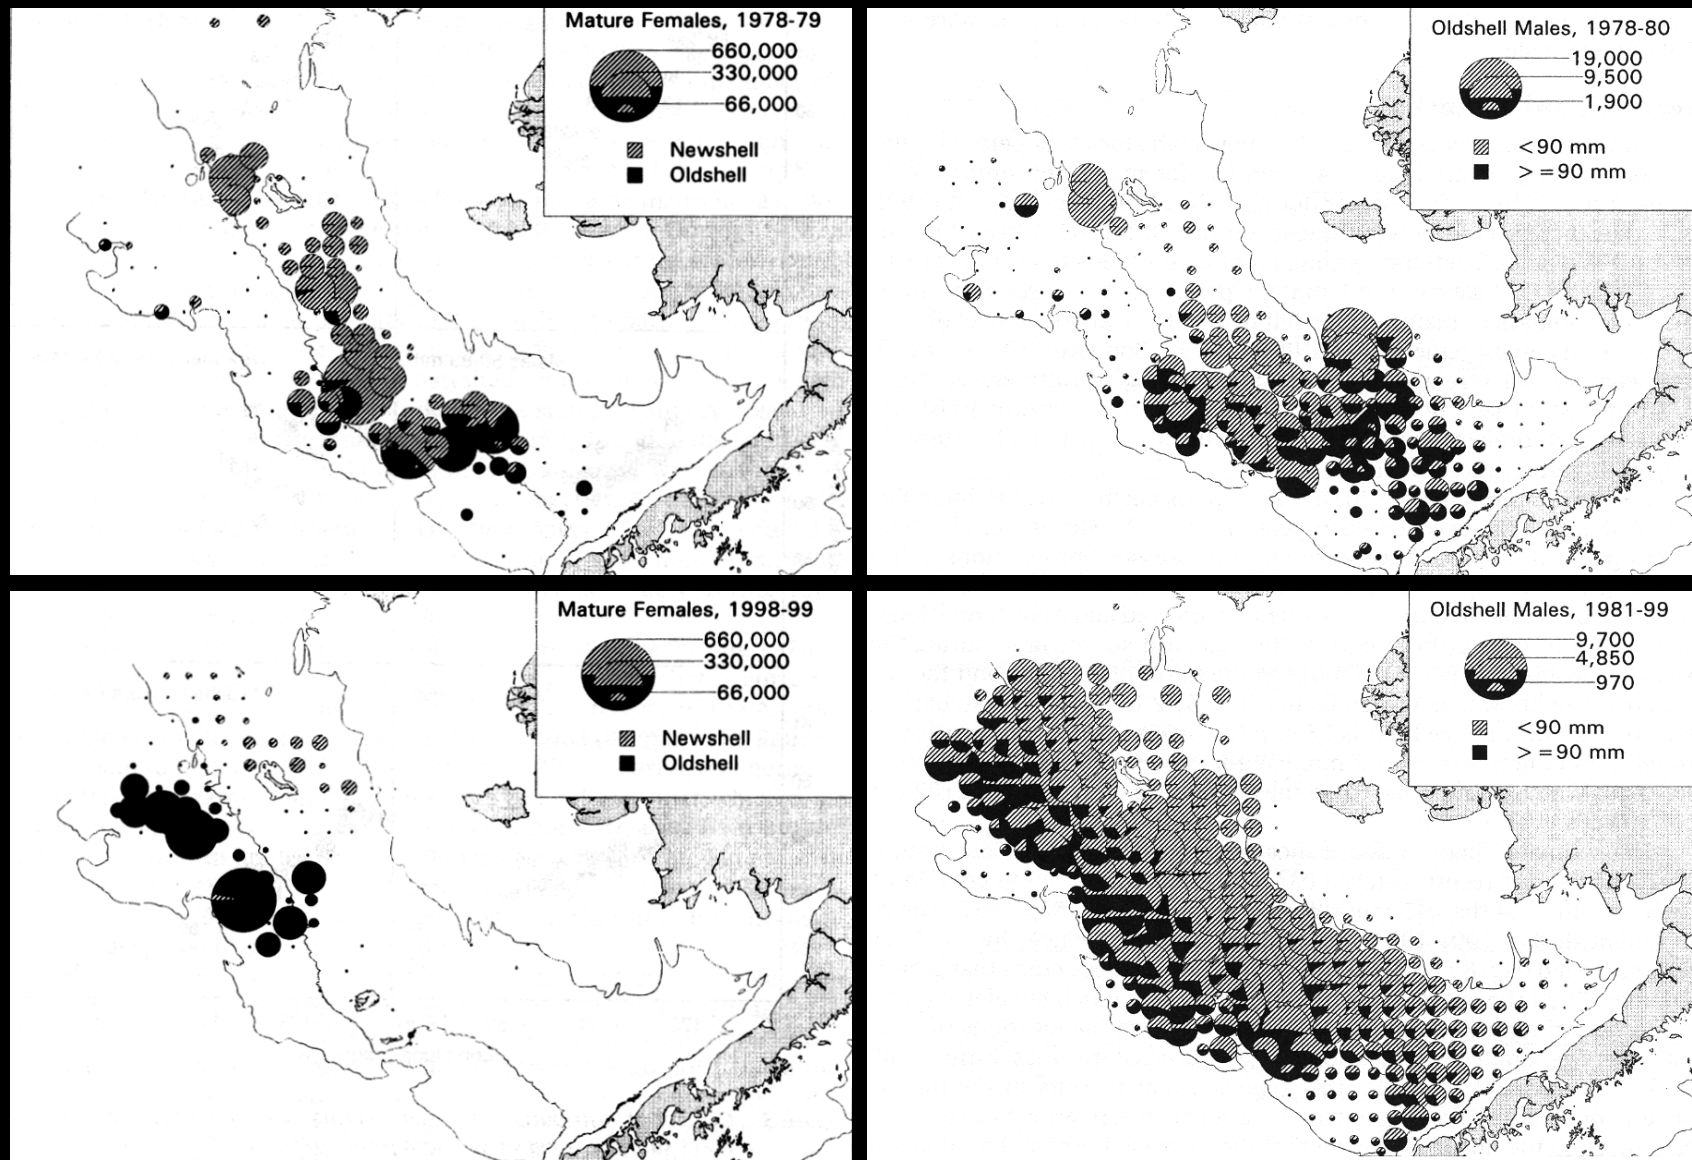 Mature Females, 1978-79
660,000
330,000
66,000
Newshell
Oldshell
Oldshell Males, 1978-80
19,000
9,500
1,900
<90 mm
>=90 mm
Mature Females, 1998-99
660,000
330,000
66,000
Newshell
Oldshell
Oldshell Males, 1981-99
9,700
4,850
970
<90 mm
>=90 mm